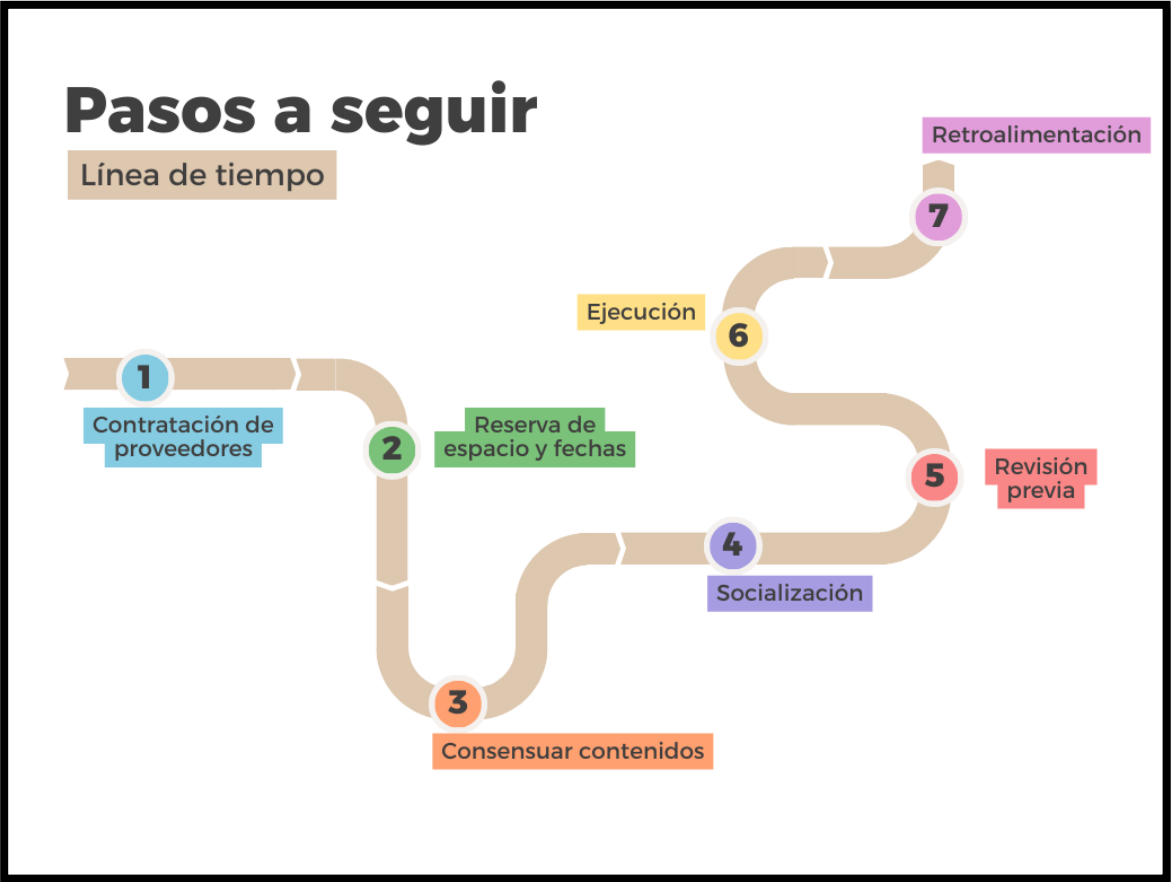 Pasos a seguir
Línea de tiempo
1
Contratación de
proveedores
2
Reserva de
espacio y fechas
3
Consensuar contenidos
4
Socialización
5
Revisión
previa
6
Ejecución
7
Retroalimentación